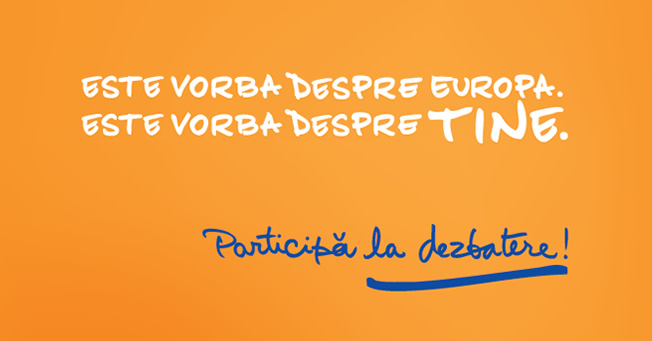 ESTE VORBA DESPRE EUROPA.
ESTE VORBA DESPRE TINE.
Participă la dezbatere!